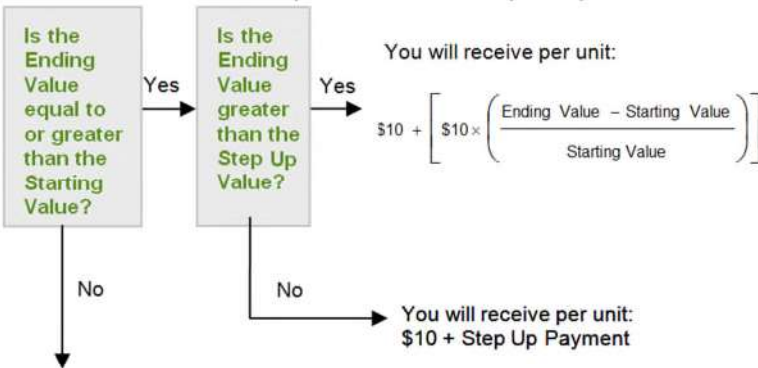 Is the
Ending
Value
equal to
or greater
than the
Starting
Value?
Yes
Is the
Ending
Value
greater
than the
Step Up
Value?
Yes
You will receive per unit:
$10 + [ $10 × ( Ending Value – Starting Value
Starting Value ) ]
No
No
You will receive per unit:
$10 + Step Up Payment